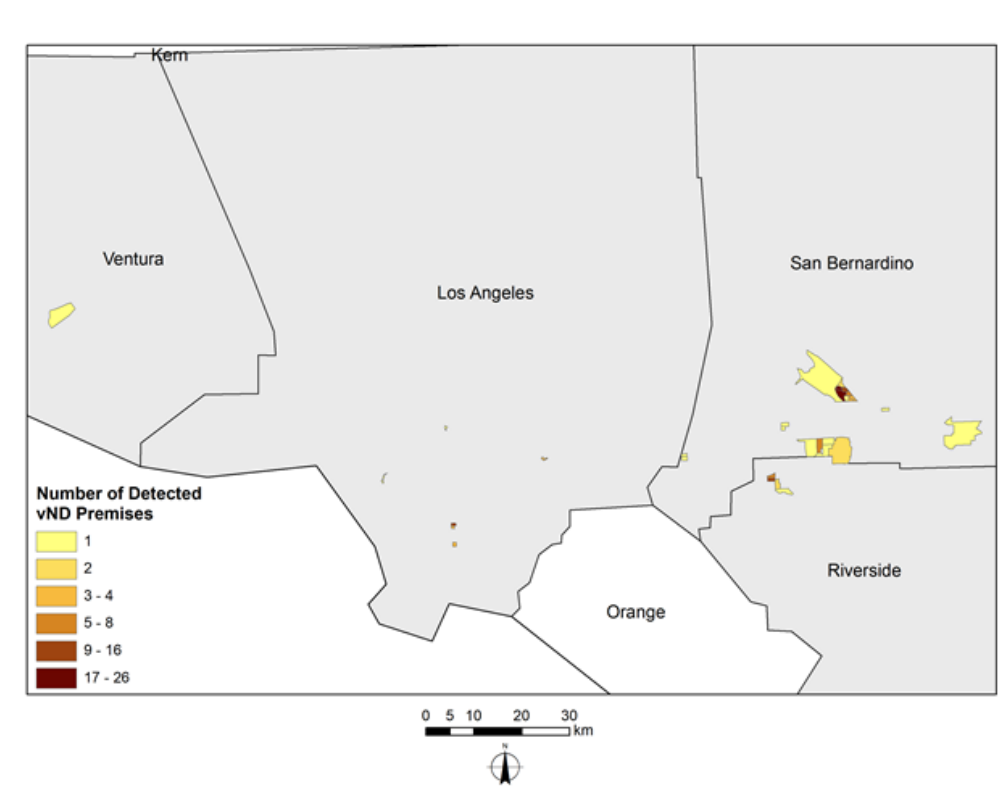 Kern
Ventura
San Bernardino
Los Angeles
Number of Detected
vND Premises
1
2
3 - 4
5 - 8
9 - 16
17 - 26
Riverside
Orange
0 5 10 20 30
km
N